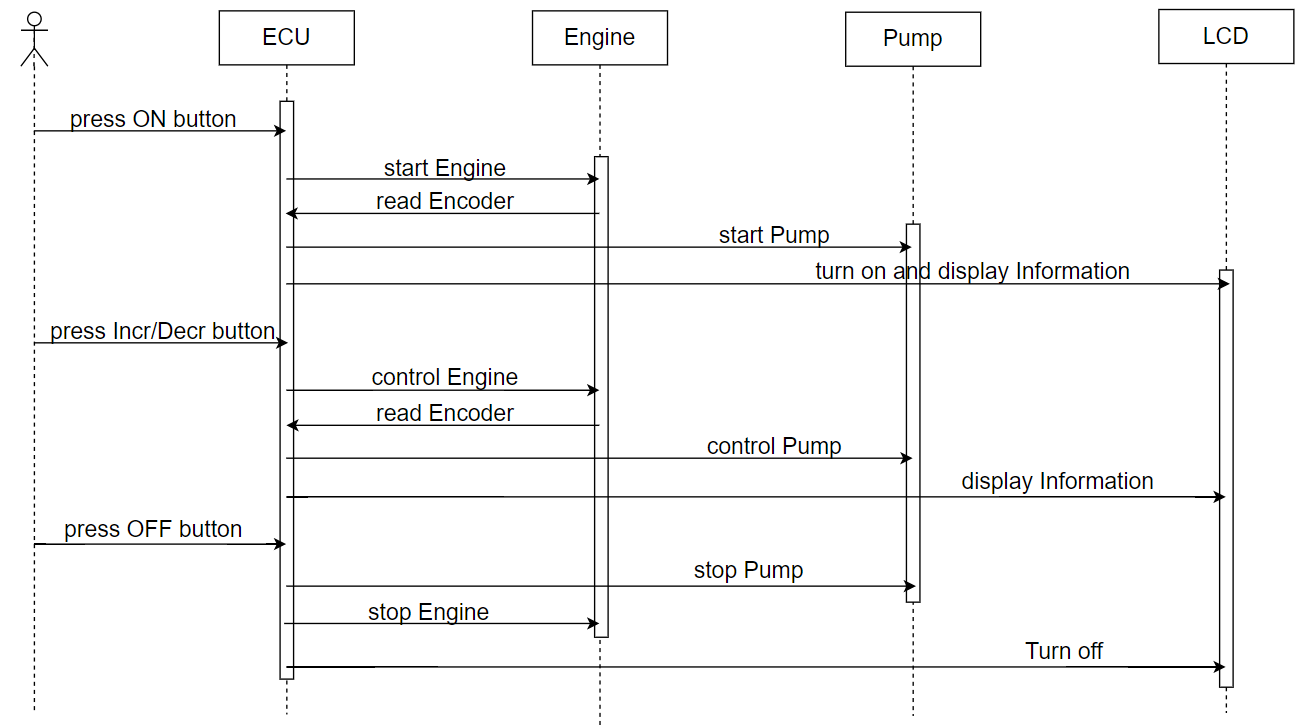 ECU
Engine
Pump
LCD
press ON button
start Engine
read Encoder
start Pump
turn on and display Information
press Incr/Decr button
control Engine
read Encoder
control Pump
display Information
press OFF button
stop Pump
stop Engine
Turn off